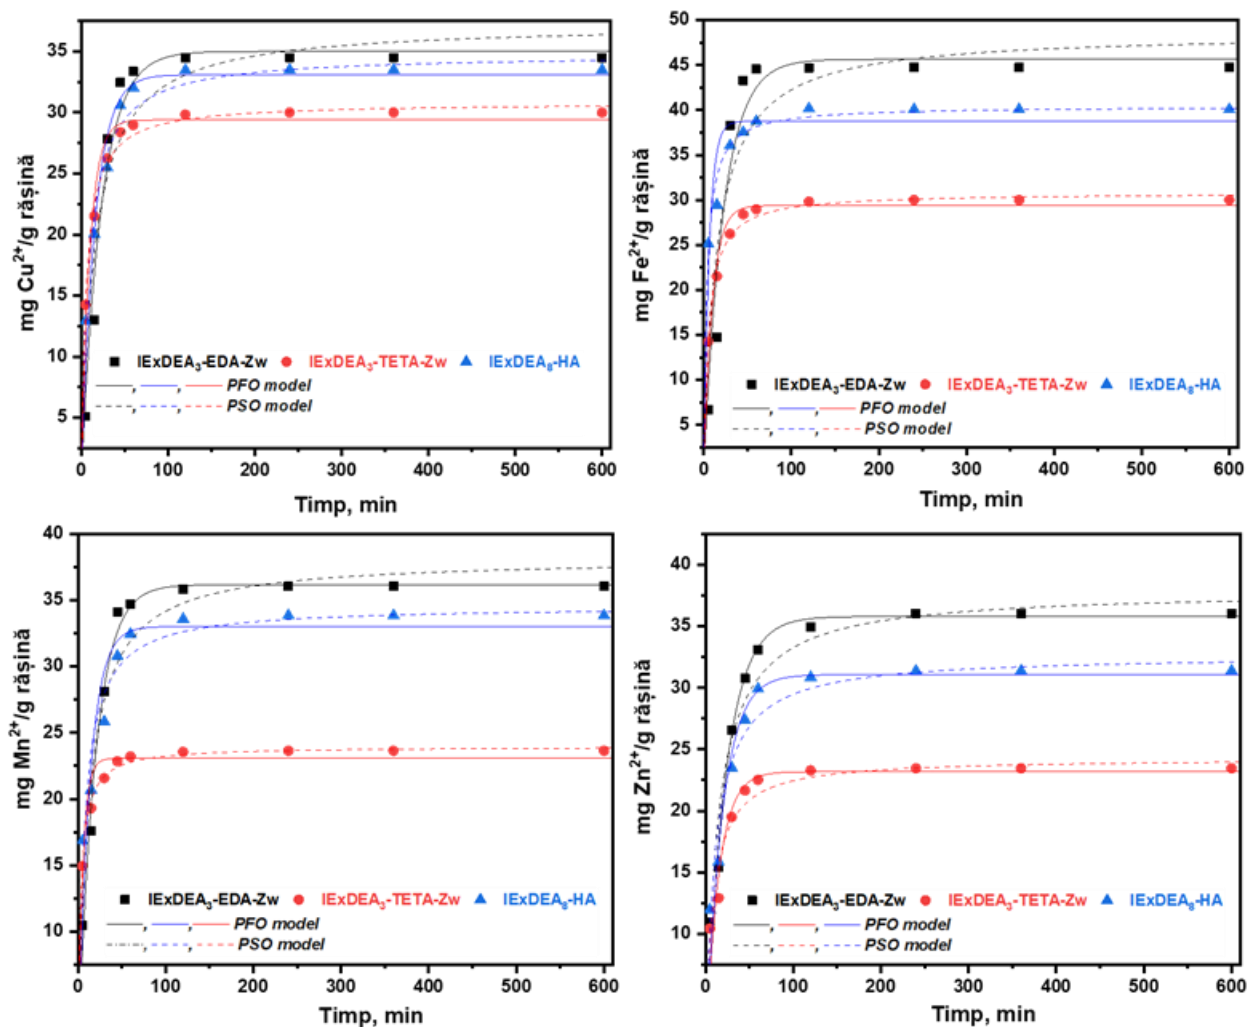 mg Cu²⁺/g rășină
35
30
25
20
15
10
5
IExDEA₃-EDA-Zw IExDEA₃-TETA-Zw IExDEA₈-HA
, , PFO model
, , PSO model
0 100 200 300 400 500 600
Timp, min
mg Fe²⁺/g rășină
50
45
40
35
30
25
20
15
10
5
IExDEA₃-EDA-Zw IExDEA₃-TETA-Zw IExDEA₈-HA
, , PFO model
, , PSO model
0 100 200 300 400 500 600
Timp, min
mg Mn²⁺/g rășină
40
35
30
25
20
15
10
IExDEA₃-EDA-Zw IExDEA₃-TETA-Zw IExDEA₈-HA
, , PFO model
, , PSO model
0 100 200 300 400 500 600
Timp, min
mg Zn²⁺/g rășină
40
35
30
25
20
15
10
IExDEA₃-EDA-Zw IExDEA₃-TETA-Zw IExDEA₈-HA
, , PFO model
, , PSO model
0 100 200 300 400 500 600
Timp, min